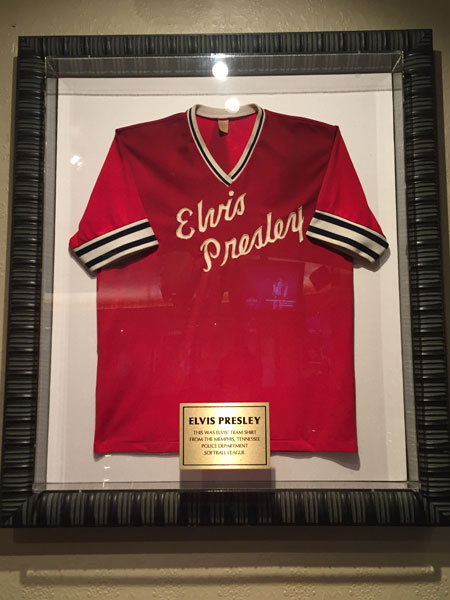 Elvis
Presley
ELVIS PRESLEY
THIS WAS ELVIS' TEAM SHIRT
FROM THE MEMPHIS, TENNESSEE
POLICE DEPARTMENT
SOFTBALL LEAGUE.